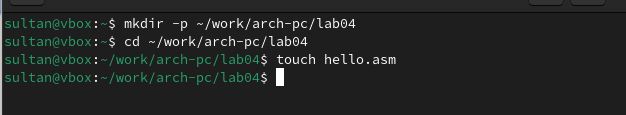 sultan@vbox:~$ mkdir -p ~/work/arch-pc/lab04
sultan@vbox:~$ cd ~/work/arch-pc/lab04
sultan@vbox:~/work/arch-pc/lab04$ touch hello.asm
sultan@vbox:~/work/arch-pc/lab04$